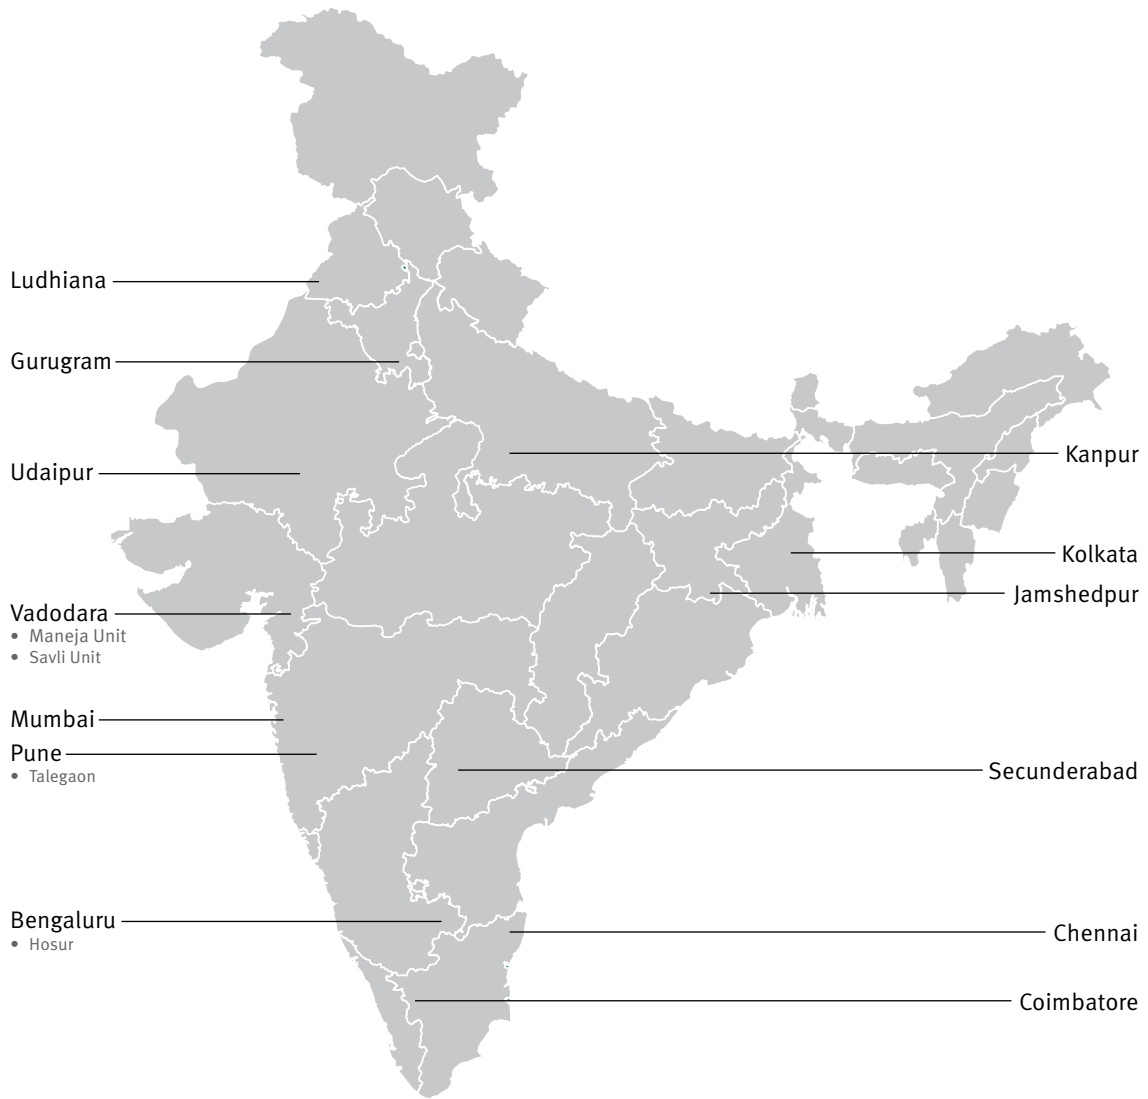 Ludhiana
Gurugram
Udaipur
Vadodara
• Maneja Unit
• Savli Unit
Mumbai
Pune
• Talegaon
Bengaluru
• Hosur
Kanpur
Kolkata
Jamshedpur
Secunderabad
Chennai
Coimbatore